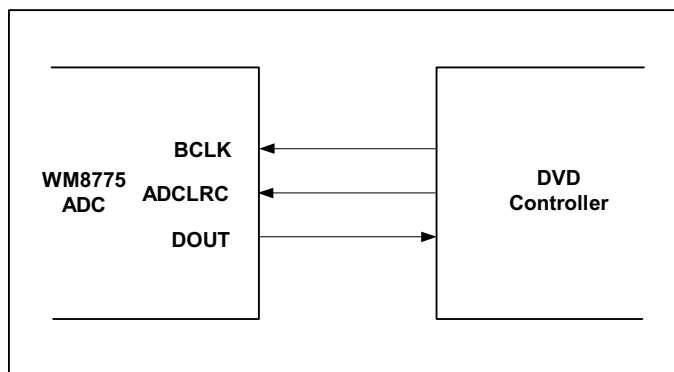 BCLK
WM8775
ADC
ADCLRC
DOUT
DVD
Controller